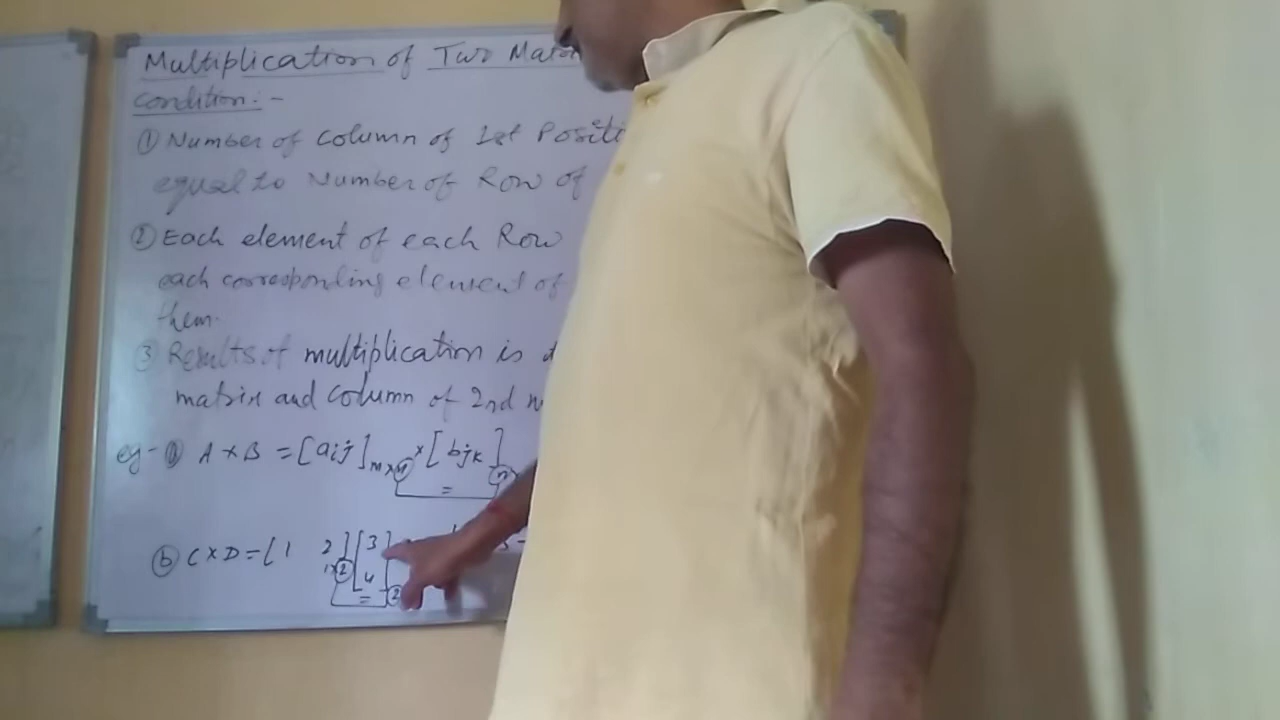 Multiplication of Two
condition:-
① Number of Column of 1st
equal to Number of Row of
② Each element of each Row
each corresponding element of
them.
③ Results of multiplication is
matrix and column of 2nd
eg- ⓐ A × B = [aij]m×n × [bjk]n
=
ⓑ C × D = [1 2]1×2 [3
4]2
=